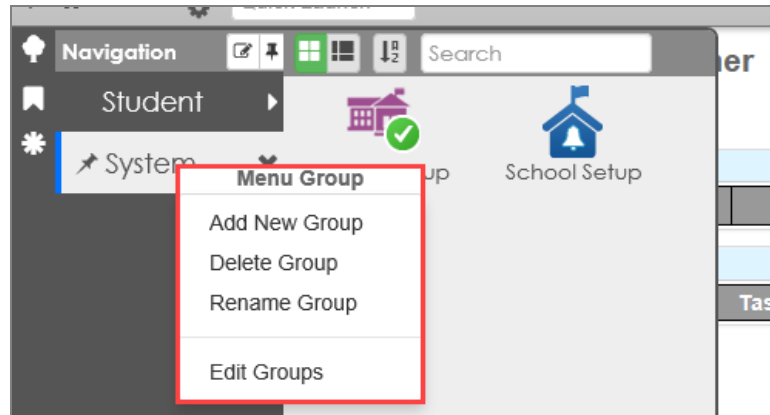 Navigation
Search
Student
System
School Setup
Menu Group
Add New Group
Delete Group
Rename Group
Edit Groups